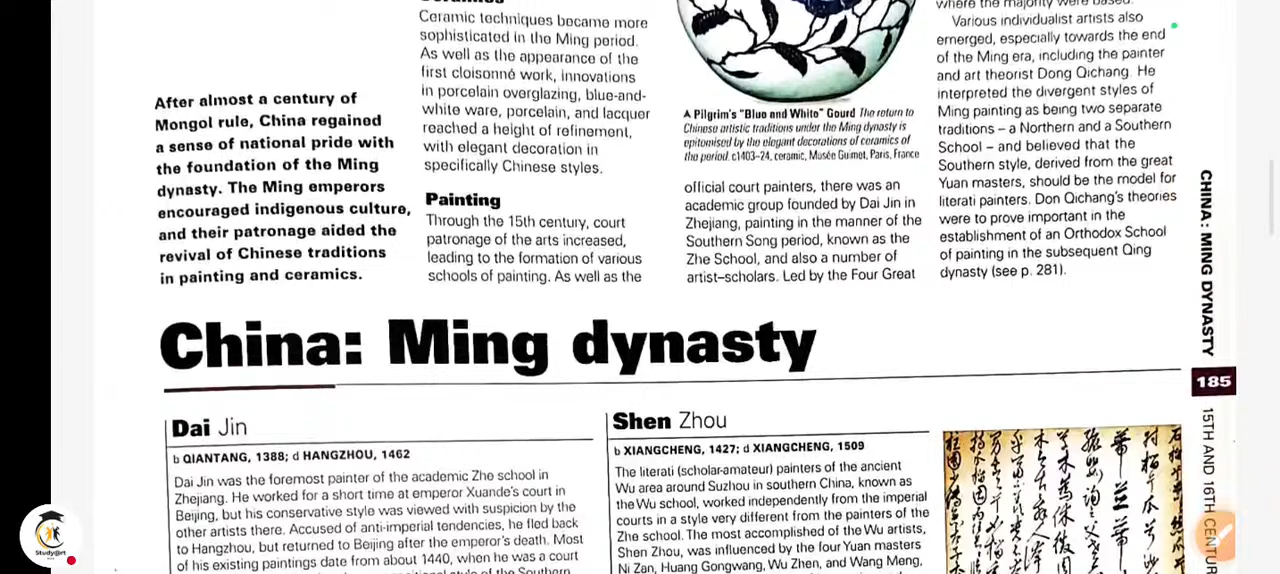 After almost a century of
Mongol rule, China regained
a sense of national pride with
the foundation of the Ming
dynasty. The Ming emperors
encouraged indigenous culture,
and their patronage aided the
revival of Chinese traditions
in painting and ceramics.
Ceramic techniques became more
sophisticated in the Ming period.
As well as the appearance of the
first cloisonné work, innovations
in porcelain overglazing, blue-and-
white ware, porcelain, and lacquer
reached a height of refinement,
with elegant decoration in
specifically Chinese styles.
Painting
Through the 15th century, court
patronage of the arts increased,
leading to the formation of various
schools of painting. As well as the
A Pilgrim's "Blue and White" Gourd The return to
Chinese artistic traditions under the Ming dynasty is
epitomised by the elegant decorations of ceramics of
the period. c1403–24, ceramic, Musée Guimet, Paris, France
official court painters, there was an
academic group founded by Dai Jin in
Zhejiang, painting in the manner of the
Southern Song period, known as the
Zhe School, and also a number of
artist–scholars. Led by the Four Great
where the majority were based.
Various individualist artists also
emerged, especially towards the end
of the Ming era, including the painter
and art theorist Dong Qichang. He
interpreted the divergent styles of
Ming painting as being two separate
traditions – a Northern and a Southern
School – and believed that the
Southern style, derived from the great
Yuan masters, should be the model for
literati painters. Don Qichang's theories
were to prove important in the
establishment of an Orthodox School
of painting in the subsequent Qing
dynasty (see p. 281).
China: Ming dynasty
Dai Jin
b QIANTANG, 1388; d HANGZHOU, 1462
Dai Jin was the foremost painter of the academic Zhe school in
Zhejiang. He worked for a short time at emperor Xuande's court in
Beijing, but his conservative style was viewed with suspicion by the
other artists there. Accused of anti-imperial tendencies, he fled back
to Hangzhou, but returned to Beijing after the emperor's death. Most
of his existing paintings date from about 1440, when he was a court
Shen Zhou
b XIANGCHENG, 1427; d XIANGCHENG, 1509
The literati (scholar-amateur) painters of the ancient
Wu area around Suzhou in southern China, known as
the Wu school, worked independently from the imperial
courts in a style very different from the painters of the
Zhe school. The most accomplished of the Wu artists,
Shen Zhou, was influenced by the four Yuan masters
Ni Zan, Huang Gongwang, Wu Zhen, and Wang Meng,
CHINA: MING DYNASTY
185
15TH AND 16TH CENTUR
Study@art